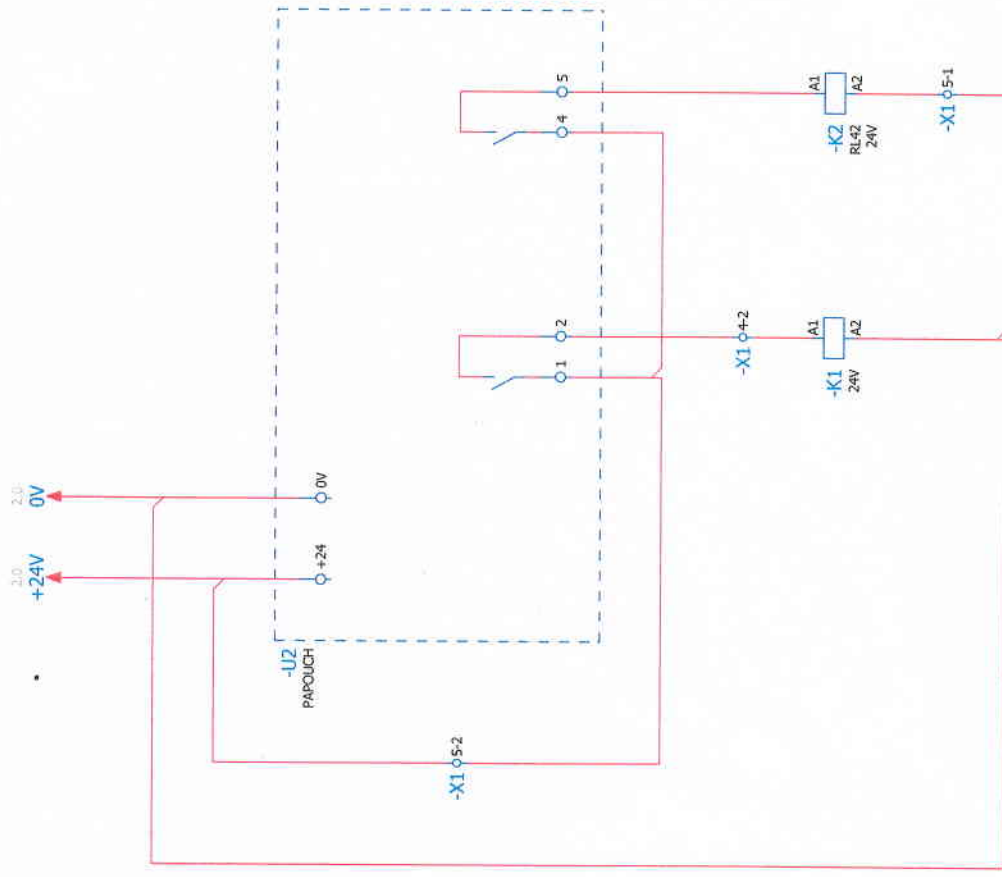 2.0
+24V
2.0
0V
+24
0V
-U2
PAPOUCH
1
2
4
5
-X1
5-2
-X1
4-2
A1
A2
-K1
24V
A1
A2
-K2
RL42
24V
-X1
5-1